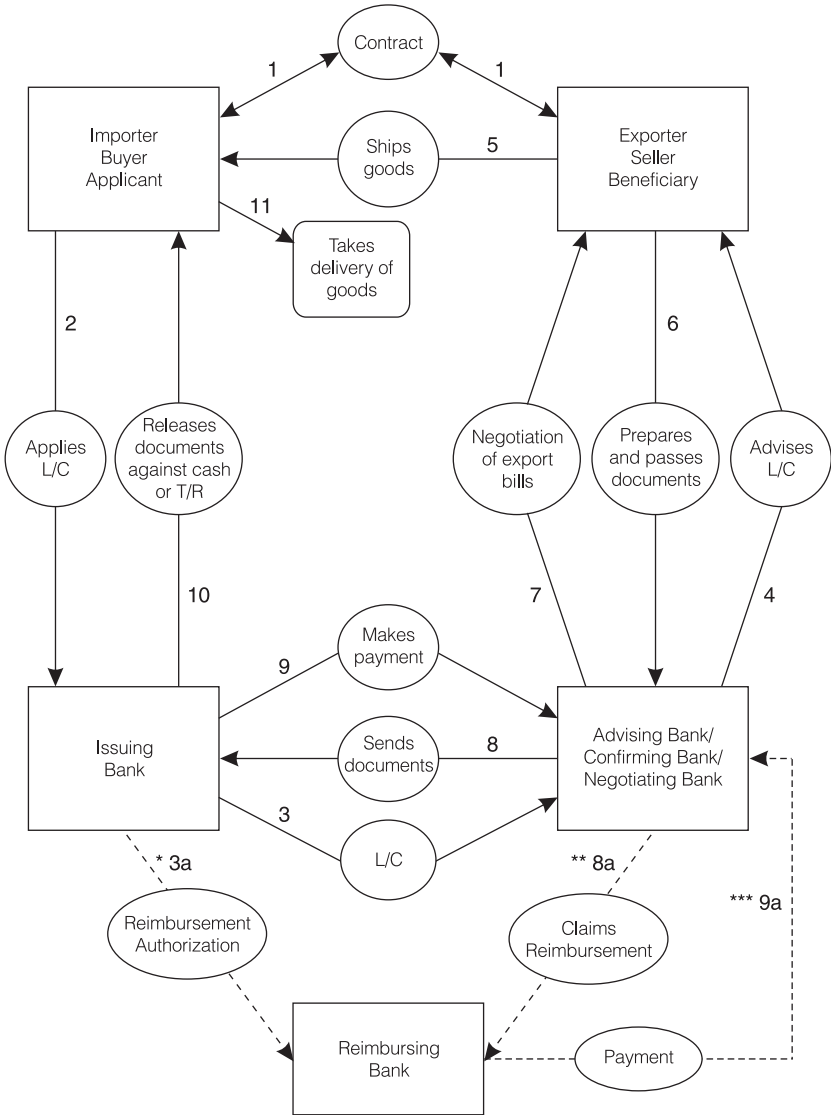 Contract
1
1
Importer
Buyer
Applicant
Ships
goods
5
Exporter
Seller
Beneficiary
11
Takes
delivery of
goods
2
6
Applies
L/C
Releases
documents
against cash
or T/R
Negotiation
of export
bills
Prepares
and passes
documents
Advises
L/C
10
7
4
9
Makes
payment
Issuing
Bank
Sends
documents
8
Advising Bank/
Confirming Bank/
Negotiating Bank
3
L/C
* 3a
** 8a
*** 9a
Reimbursement
Authorization
Claims
Reimbursement
Reimbursing
Bank
Payment